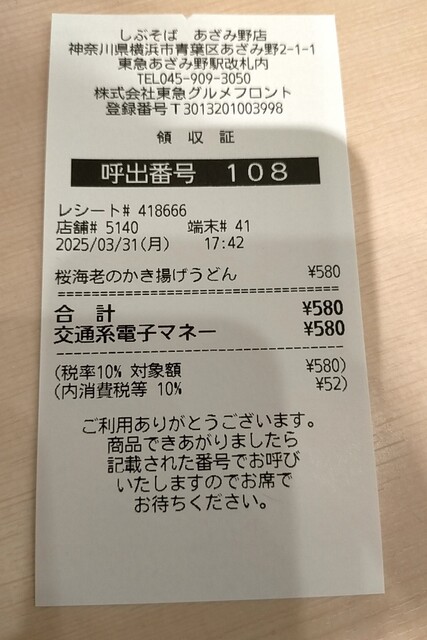 しぶそば　あざみ野店
神奈川県横浜市青葉区あざみ野2-1-1
東急あざみ野駅改札内
TEL045-909-3050
株式会社東急グルメフロント
登録番号T3013201003998
領 収 証
呼出番号　108
レシート# 418666
店舗# 5140　端末# 41
2025/03/31(月)　17:42
桜海老のかき揚げうどん　¥580
合　計　¥580
交通系電子マネー　¥580
(税率10% 対象額　¥580)
(内消費税等 10%　¥52)
ご利用ありがとうございます。
商品できあがりましたら
記載された番号でお呼び
いたしますのでお席で
お待ちください。